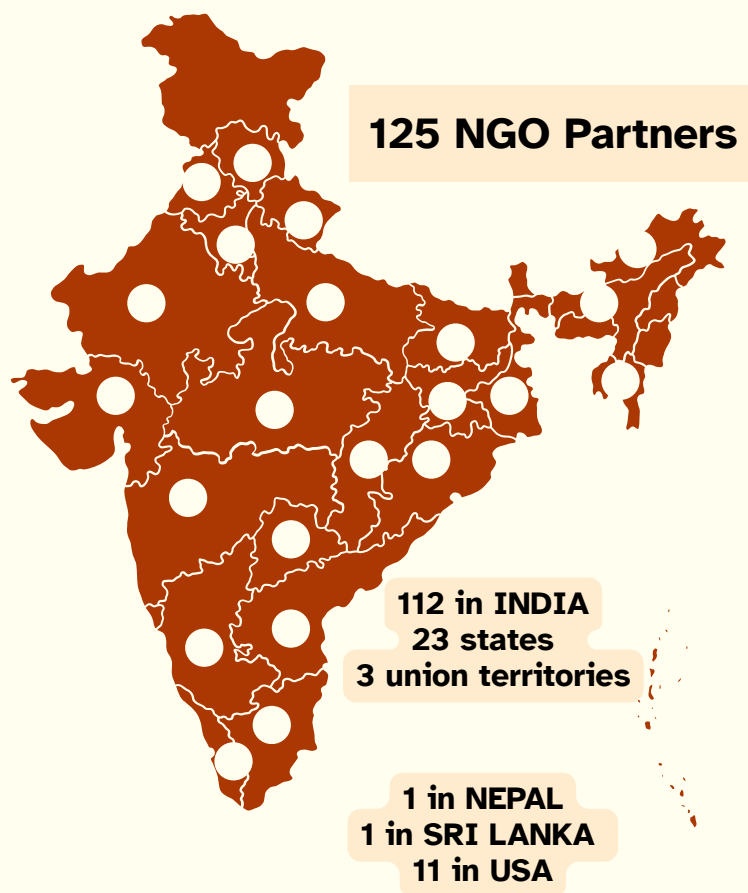 125 NGO Partners
112 in INDIA
23 states
3 union territories
1 in NEPAL
1 in SRI LANKA
11 in USA